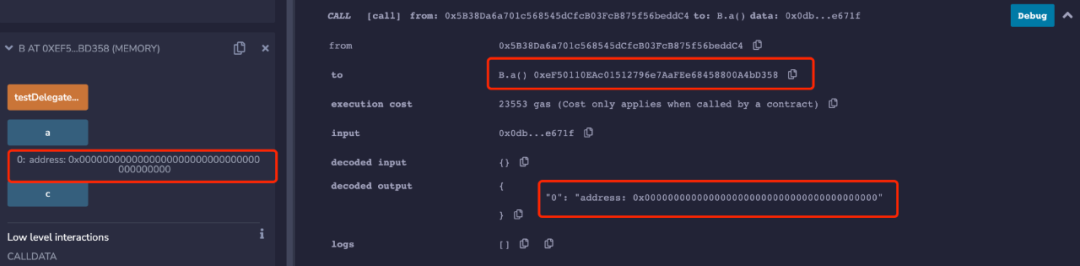 B AT 0XEF5...BD358 (MEMORY)
testDelegate...
a
0: address: 0x0000000000000000000000000000000
000000000
c
Low level interactions
i
CALLDATA
CALL [call] from: 0x5B38Da6a701c568545dCfcB03FcB875f56beddC4 to: B.a() data: 0x0db...e671f
Debug
from 0x5B38Da6a701c568545dCfcB03FcB875f56beddC4
to B.a() 0xeF50110EAc01512796e7AaFEe68458800A4bD358
execution cost 23553 gas (Cost only applies when called by a contract)
input 0x0db...e671f
decoded input {}
decoded output {
"0": "address: 0x0000000000000000000000000000000000000000"
}
logs []